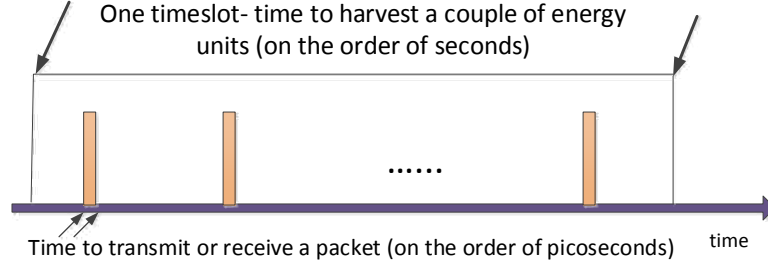 One timeslot- time to harvest a couple of energy
units (on the order of seconds)
......
Time to transmit or receive a packet (on the order of picoseconds)
time